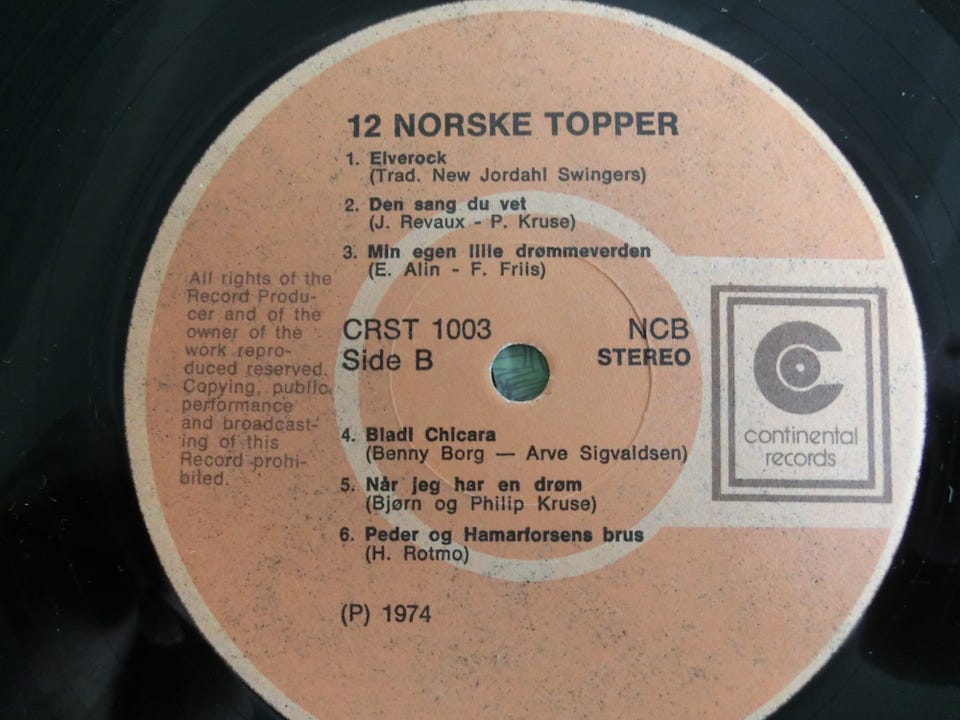 12 NORSKE TOPPER
1. Elverock
(Trad. New Jordahl Swingers)
2. Den sang du vet
(J. Revaux - P. Kruse)
3. Min egen lille drømmeverden
(E. Alin - F. Friis)
All rights of the
Record Produ-
cer and of the
owner of the
work repro-
duced reserved.
Copying, public
performance
and broadcast-
ing of this
Record prohi-
bited.
CRST 1003
Side B
NCB
STEREO
continental
records
4. Bladi Chicara
(Benny Borg — Arve Sigvaldsen)
5. Når jeg har en drøm
(Bjørn og Philip Kruse)
6. Peder og Hamarforsens brus
(H. Rotmo)
(P) 1974